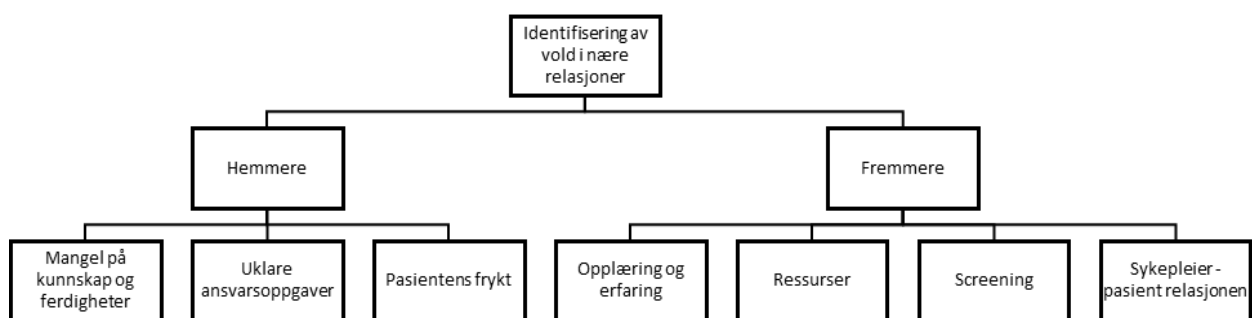 Identifisering av
vold i nære
relasjoner
Hemmere
Fremmere
Mangel på
kunnskap og
ferdigheter
Uklare
ansvarsoppgaver
Pasientens frykt
Opplæring og
erfaring
Ressurser
Screening
Sykepleier -
pasient relasjonen